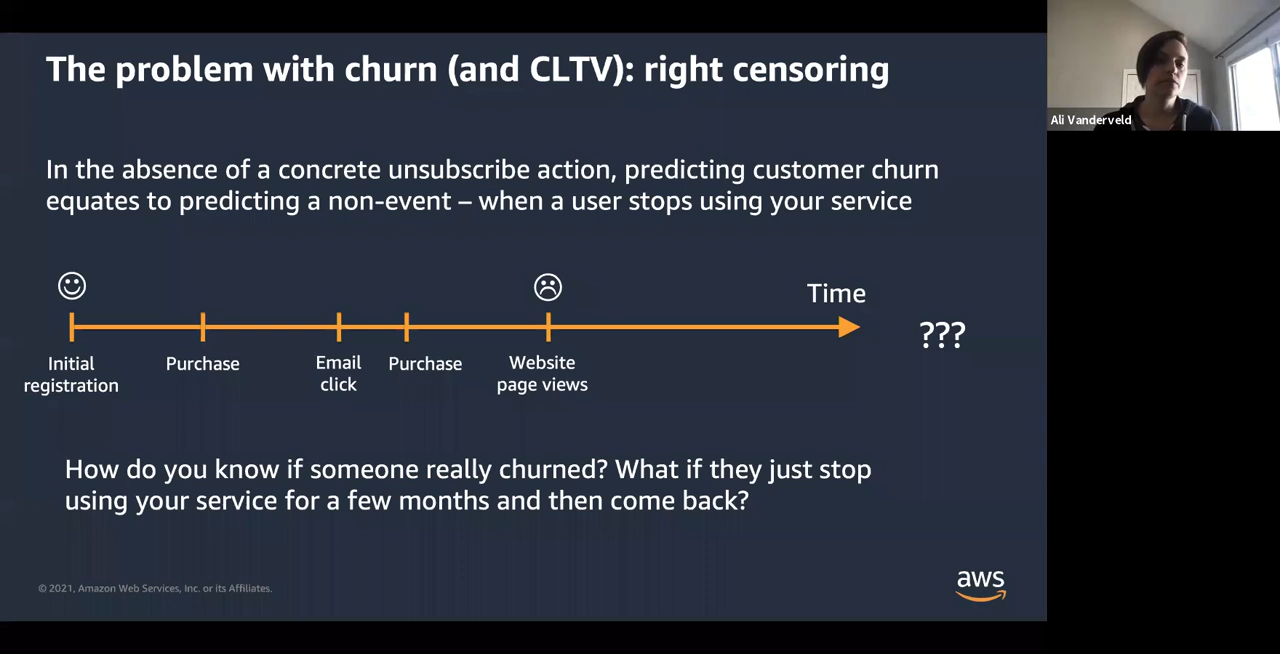 The problem with churn (and CLTV): right censoring
Ali Vanderveld
In the absence of a concrete unsubscribe action, predicting customer churn
equates to predicting a non-event – when a user stops using your service
Time
???
Initial
registration
Purchase
Email
click
Purchase
Website
page views
How do you know if someone really churned? What if they just stop
using your service for a few months and then come back?
© 2021, Amazon Web Services, Inc. or its Affiliates.
aws